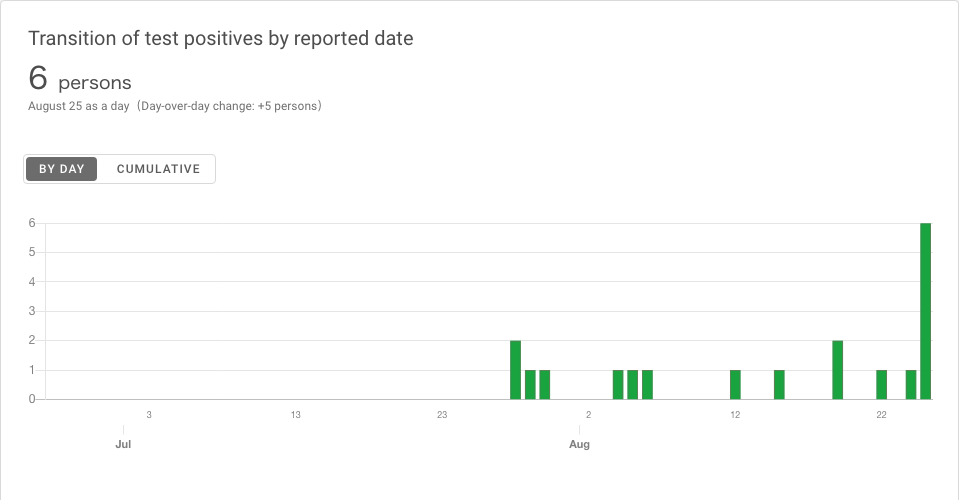 Transition of test positives by reported date
6 persons
August 25 as a day (Day-over-day change: +5 persons)
BY DAY CUMULATIVE
6
5
4
3
2
1
0
3 13 23 2 12 22
Jul Aug